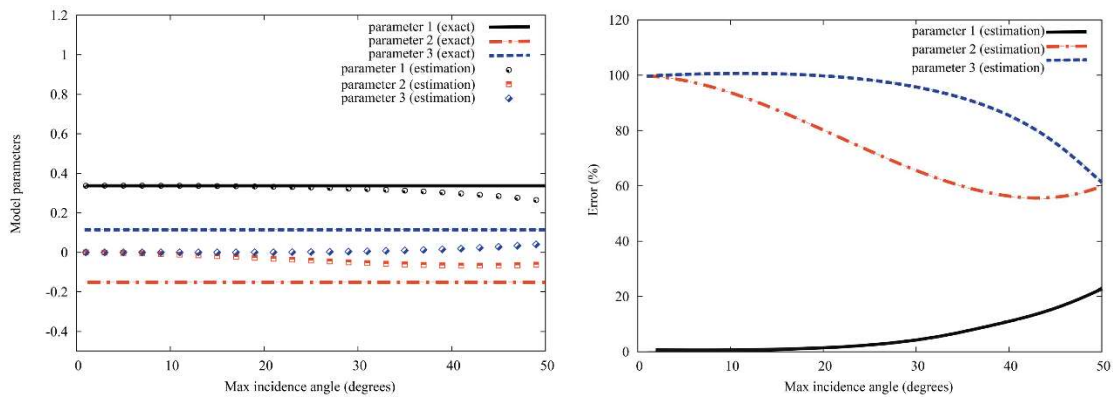 1.2
1
0.8
0.6
0.4
0.2
0
-0.2
-0.4
Model parameters
parameter 1 (exact)
parameter 2 (exact)
parameter 3 (exact)
parameter 1 (estimation)
parameter 2 (estimation)
parameter 3 (estimation)
0 10 20 30 40 50
Max incidence angle (degrees)
120
100
80
60
40
20
0
Error (%)
parameter 1 (estimation)
parameter 2 (estimation)
parameter 3 (estimation)
0 10 20 30 40 50
Max incidence angle (degrees)